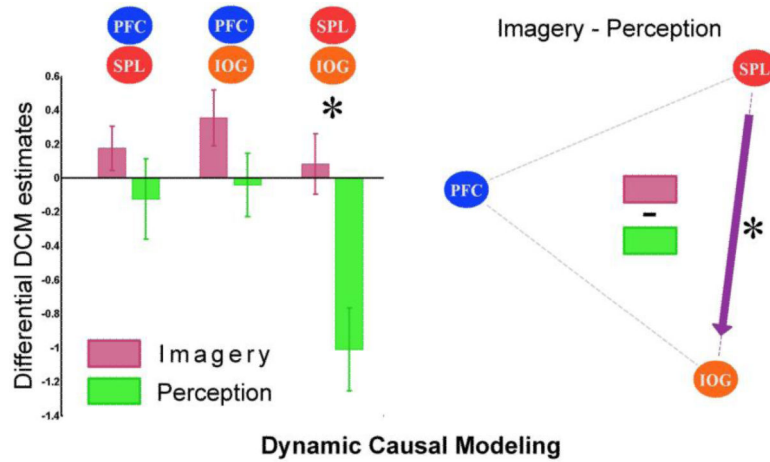 PFC PFC SPL
SPL IOG IOG
*
Differential DCM estimates
0.6
0.4
0.2
0
-0.2
-0.4
-0.6
-0.8
-1
-1.2
-1.4
Imagery
Perception
Imagery - Perception
SPL
PFC
-
*
IOG
Dynamic Causal Modeling